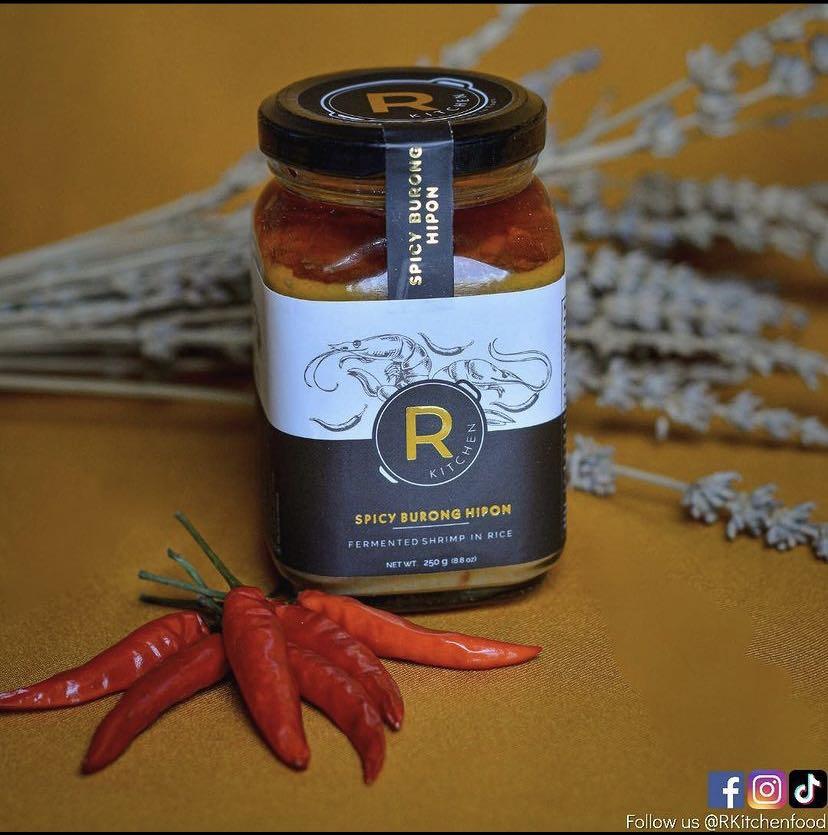 R
KITCHEN
SPICY BURONG
HIPON
R
KITCHEN
SPICY BURONG HIPON
FERMENTED SHRIMP IN RICE
NET WT. 250 g (8.8 oz)
Follow us @RKitchenfood